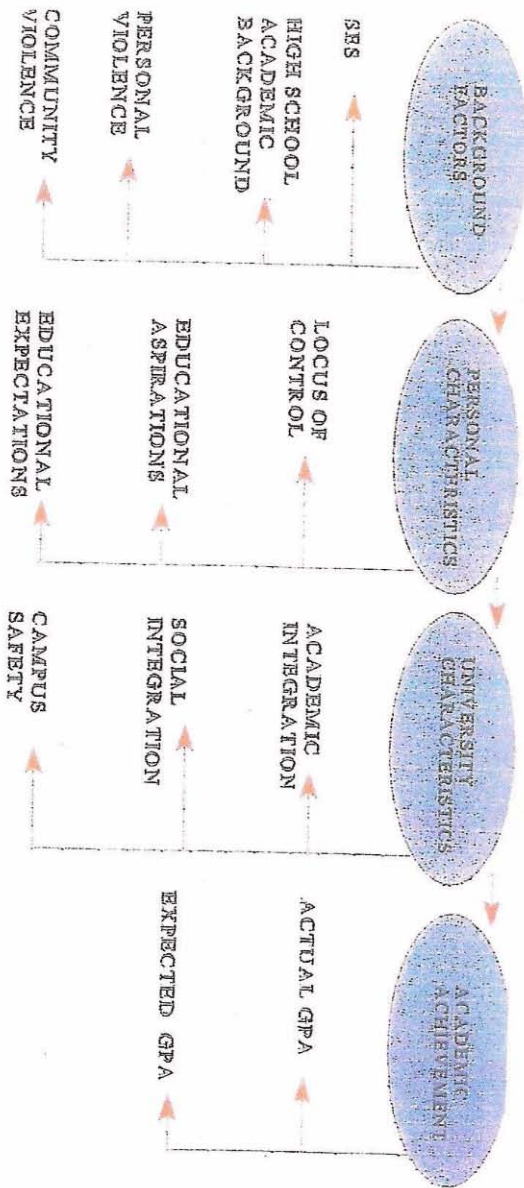 BACKGROUND
FACTORS
SES
HIGH SCHOOL
ACADEMIC
BACKGROUND
PERSONAL
VIOLENCE
COMMUNITY
VIOLENCE
PERSONAL
CHARACTERISTICS
LOCUS OF
CONTROL
EDUCATIONAL
ASPIRATIONS
EDUCATIONAL
EXPECTATIONS
UNIVERSITY
CHARACTERISTICS
ACADEMIC
INTEGRATION
SOCIAL
INTEGRATION
CAMPUS
SAFETY
ACADEMIC
ACHIEVEMENT
ACTUAL GPA
EXPECTED GPA